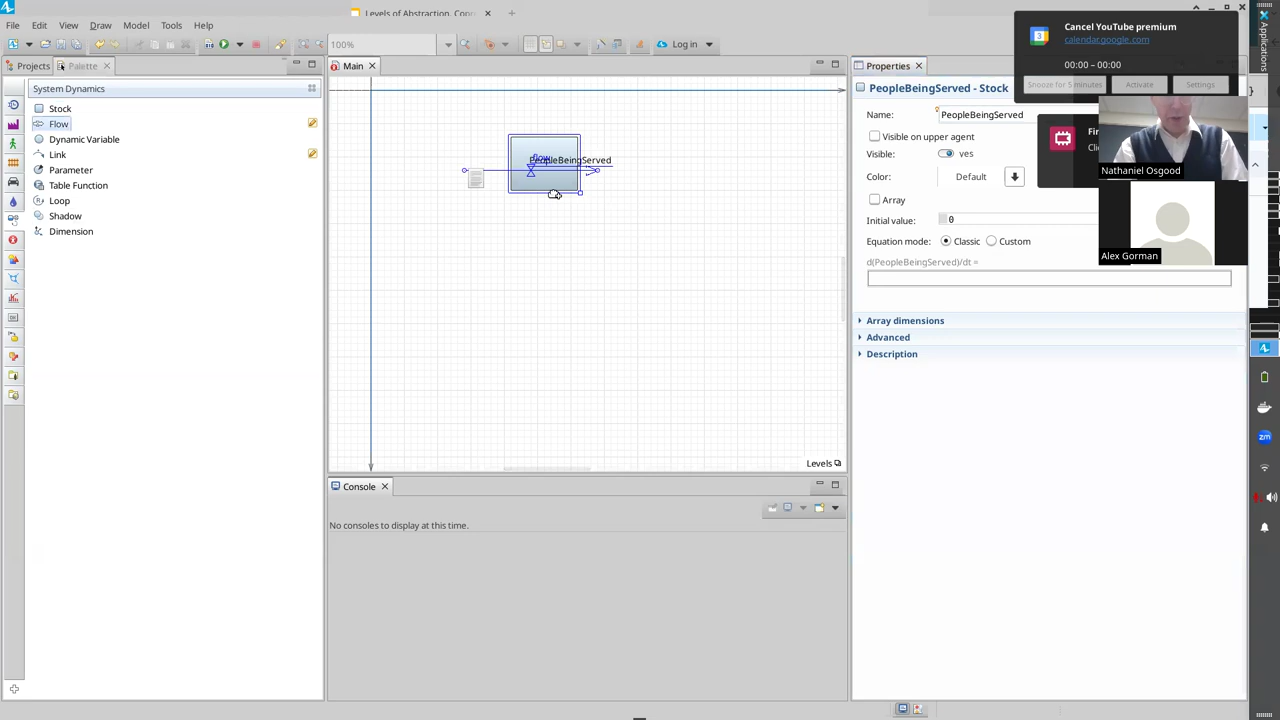 Levels of Abstraction, Cop
Cancel YouTube premium
calendar.google.com
00:00 – 00:00
Snooze for 5 minutes
Activate
Settings
Applications
File
Edit
View
Draw
Model
Tools
Help
100%
Log in
Projects
Palette
Main
Properties
System Dynamics
Stock
Flow
Dynamic Variable
Link
Parameter
Table Function
Loop
Shadow
Dimension
PeopleBeingServed
Levels
Console
No consoles to display at this time.
PeopleBeingServed - Stock
Name:
PeopleBeingServed
Visible on upper agent
Visible:
yes
Color:
Default
Array
Initial value:
0
Equation mode:
Classic
Custom
d(PeopleBeingServed)/dt =
Array dimensions
Advanced
Description
Nathaniel Osgood
Alex Gorman
zm